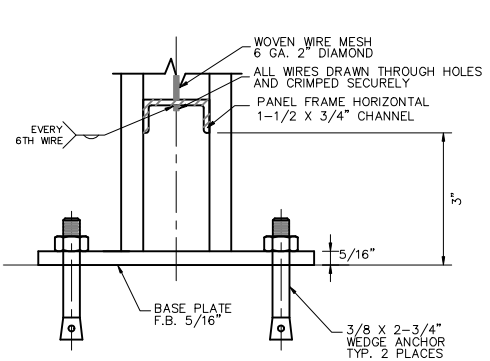 WOVEN WIRE MESH
6 GA. 2" DIAMOND
ALL WIRES DRAWN THROUGH HOLES
AND CRIMPED SECURELY
PANEL FRAME HORIZONTAL
1-1/2 X 3/4" CHANNEL
EVERY
6TH WIRE
3"
5/16"
BASE PLATE
F.B. 5/16"
3/8 X 2-3/4"
WEDGE ANCHOR
TYP. 2 PLACES